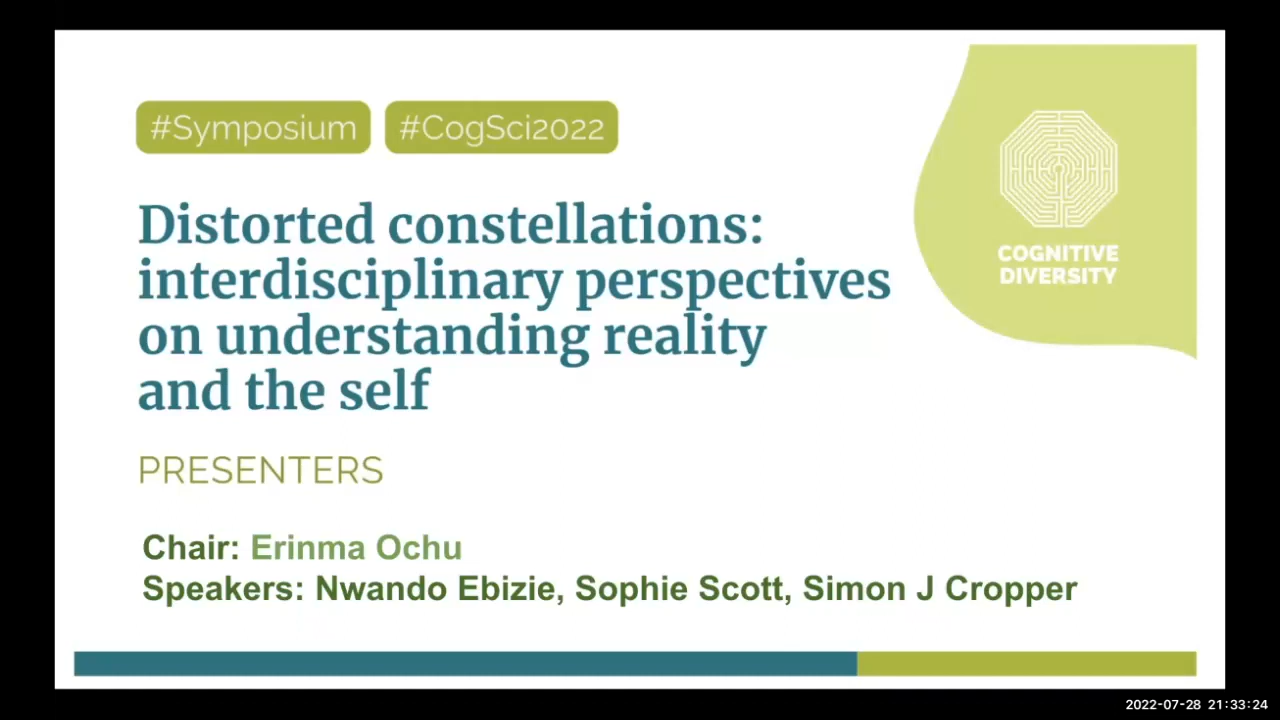 #Symposium #CogSci2022
COGNITIVE
DIVERSITY
Distorted constellations:
interdisciplinary perspectives
on understanding reality
and the self
PRESENTERS
Chair: Erinma Ochu
Speakers: Nwando Ebizie, Sophie Scott, Simon J Cropper
2022-07-28 21:33:24